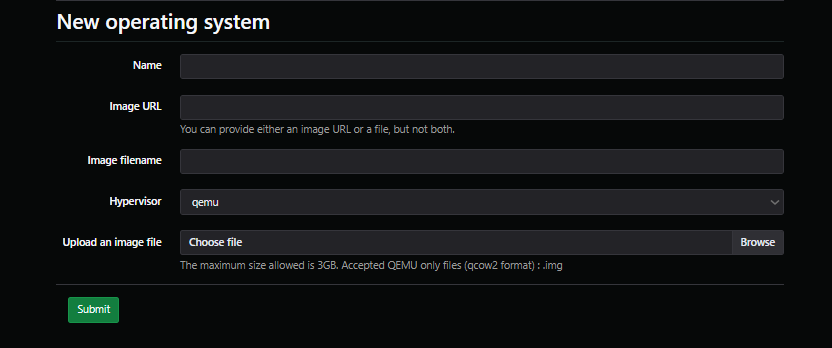 New operating system
Name
Image URL
You can provide either an image URL or a file, but not both.
Image filename
Hypervisor
qemu
Upload an image file
Choose file
Browse
The maximum size allowed is 3GB. Accepted QEMU only files (qcow2 format) : .img
Submit